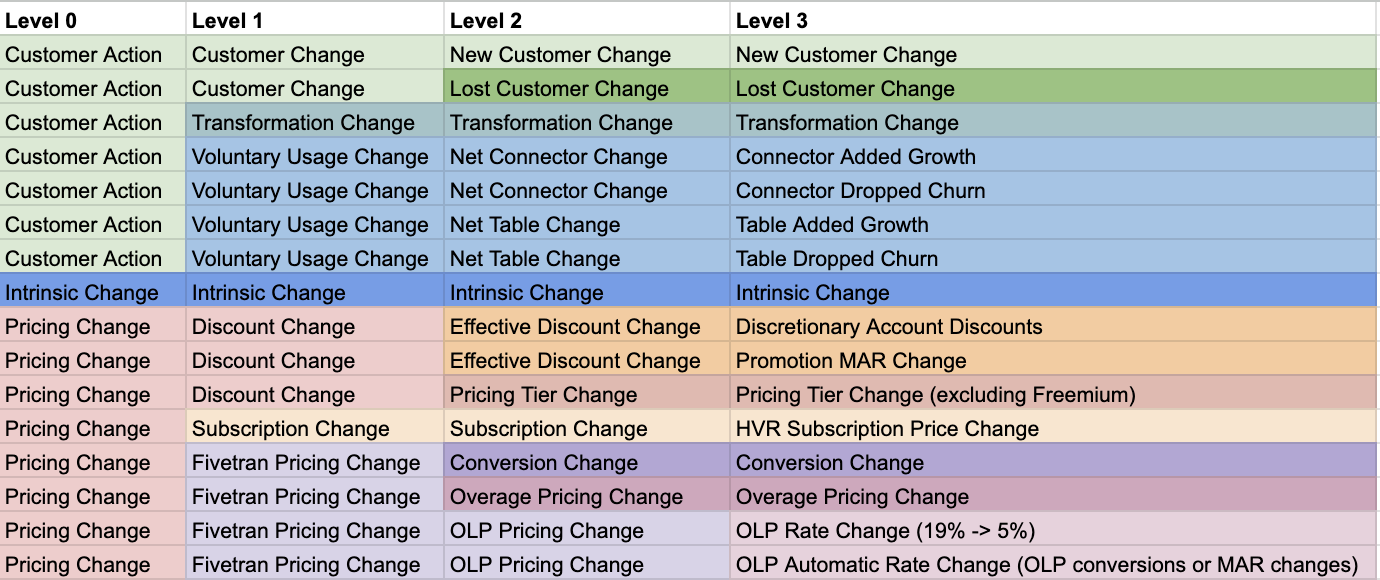 Level 0 Level 1 Level 2 Level 3
Customer Action Customer Change New Customer Change New Customer Change
Customer Action Customer Change Lost Customer Change Lost Customer Change
Customer Action Transformation Change Transformation Change Transformation Change
Customer Action Voluntary Usage Change Net Connector Change Connector Added Growth
Customer Action Voluntary Usage Change Net Connector Change Connector Dropped Churn
Customer Action Voluntary Usage Change Net Table Change Table Added Growth
Customer Action Voluntary Usage Change Net Table Change Table Dropped Churn
Intrinsic Change Intrinsic Change Intrinsic Change Intrinsic Change
Pricing Change Discount Change Effective Discount Change Discretionary Account Discounts
Pricing Change Discount Change Effective Discount Change Promotion MAR Change
Pricing Change Discount Change Pricing Tier Change Pricing Tier Change (excluding Freemium)
Pricing Change Subscription Change Subscription Change HVR Subscription Price Change
Pricing Change Fivetran Pricing Change Conversion Change Conversion Change
Pricing Change Fivetran Pricing Change Overage Pricing Change Overage Pricing Change
Pricing Change Fivetran Pricing Change OLP Pricing Change OLP Rate Change (19% -> 5%)
Pricing Change Fivetran Pricing Change OLP Pricing Change OLP Automatic Rate Change (OLP conversions or MAR changes)